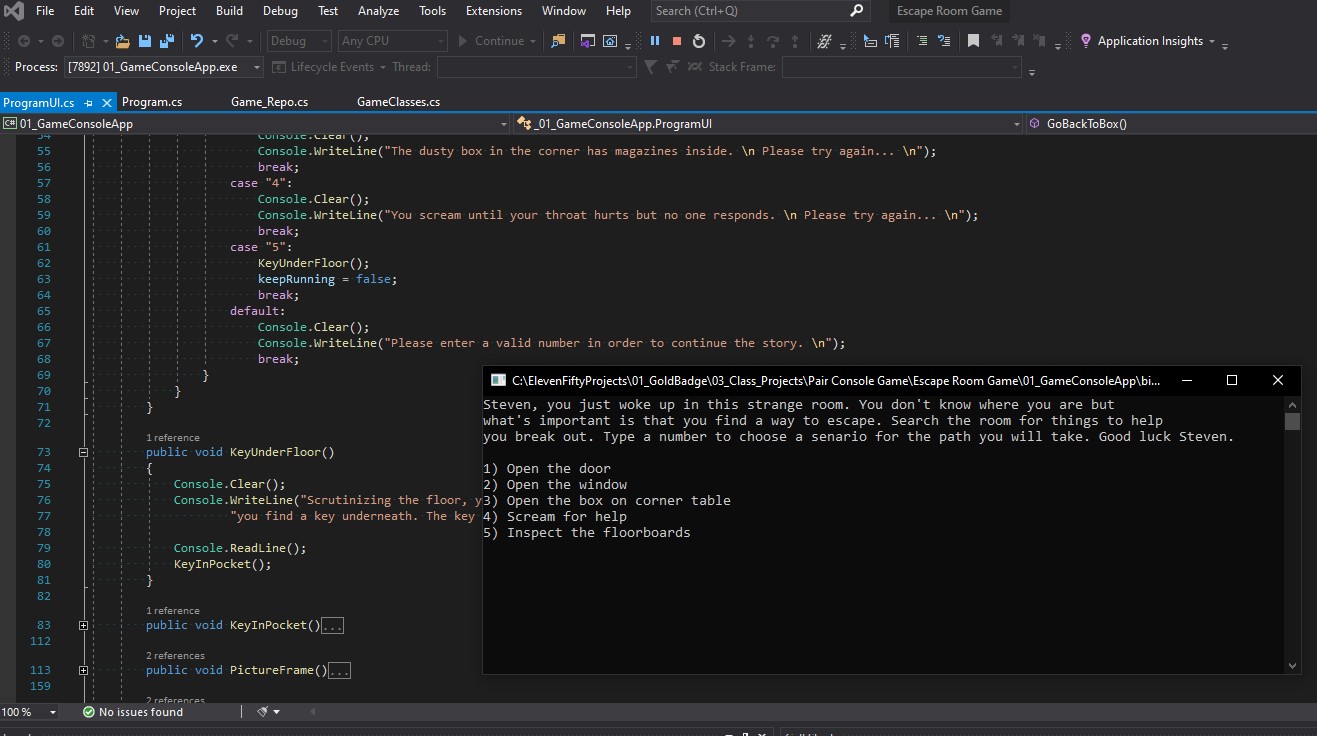 File Edit View Project Build Debug Test Analyze Tools Extensions Window Help Search (Ctrl+Q) Escape Room Game
Debug Any CPU Continue Application Insights
Process: [7892] 01_GameConsoleApp.exe Lifecycle Events Thread: Stack Frame:
ProgramUI.cs Program.cs Game_Repo.cs GameClasses.cs
C# 01_GameConsoleApp _01_GameConsoleApp.ProgramUI GoBackToBox()
54 Console.Clear();
55 Console.WriteLine("The dusty box in the corner has magazines inside. \n Please try again... \n");
56 break;
57 case "4":
58 Console.Clear();
59 Console.WriteLine("You scream until your throat hurts but no one responds. \n Please try again... \n");
60 break;
61 case "5":
62 KeyUnderFloor();
63 keepRunning = false;
64 break;
65 default:
66 Console.Clear();
67 Console.WriteLine("Please enter a valid number in order to continue the story. \n");
68 break;
69 }
70 }
71 }
72
1 reference
73 public void KeyUnderFloor()
74 {
75 Console.Clear();
76 Console.WriteLine("Scrutinizing the floor, y
77 "you find a key underneath. The key
78
79 Console.ReadLine();
80 KeyInPocket();
81 }
82
1 reference
83 public void KeyInPocket()...
112
2 references
113 public void PictureFrame()...
159
2 references
C:\ElevenFiftyProjects\01_GoldBadge\03_Class_Projects\Pair Console Game\Escape Room Game\01_GameConsoleApp\bi...
Steven, you just woke up in this strange room. You don't know where you are but
what's important is that you find a way to escape. Search the room for things to help
you break out. Type a number to choose a senario for the path you will take. Good luck Steven.
1) Open the door
2) Open the window
3) Open the box on corner table
4) Scream for help
5) Inspect the floorboards
100 % No issues found